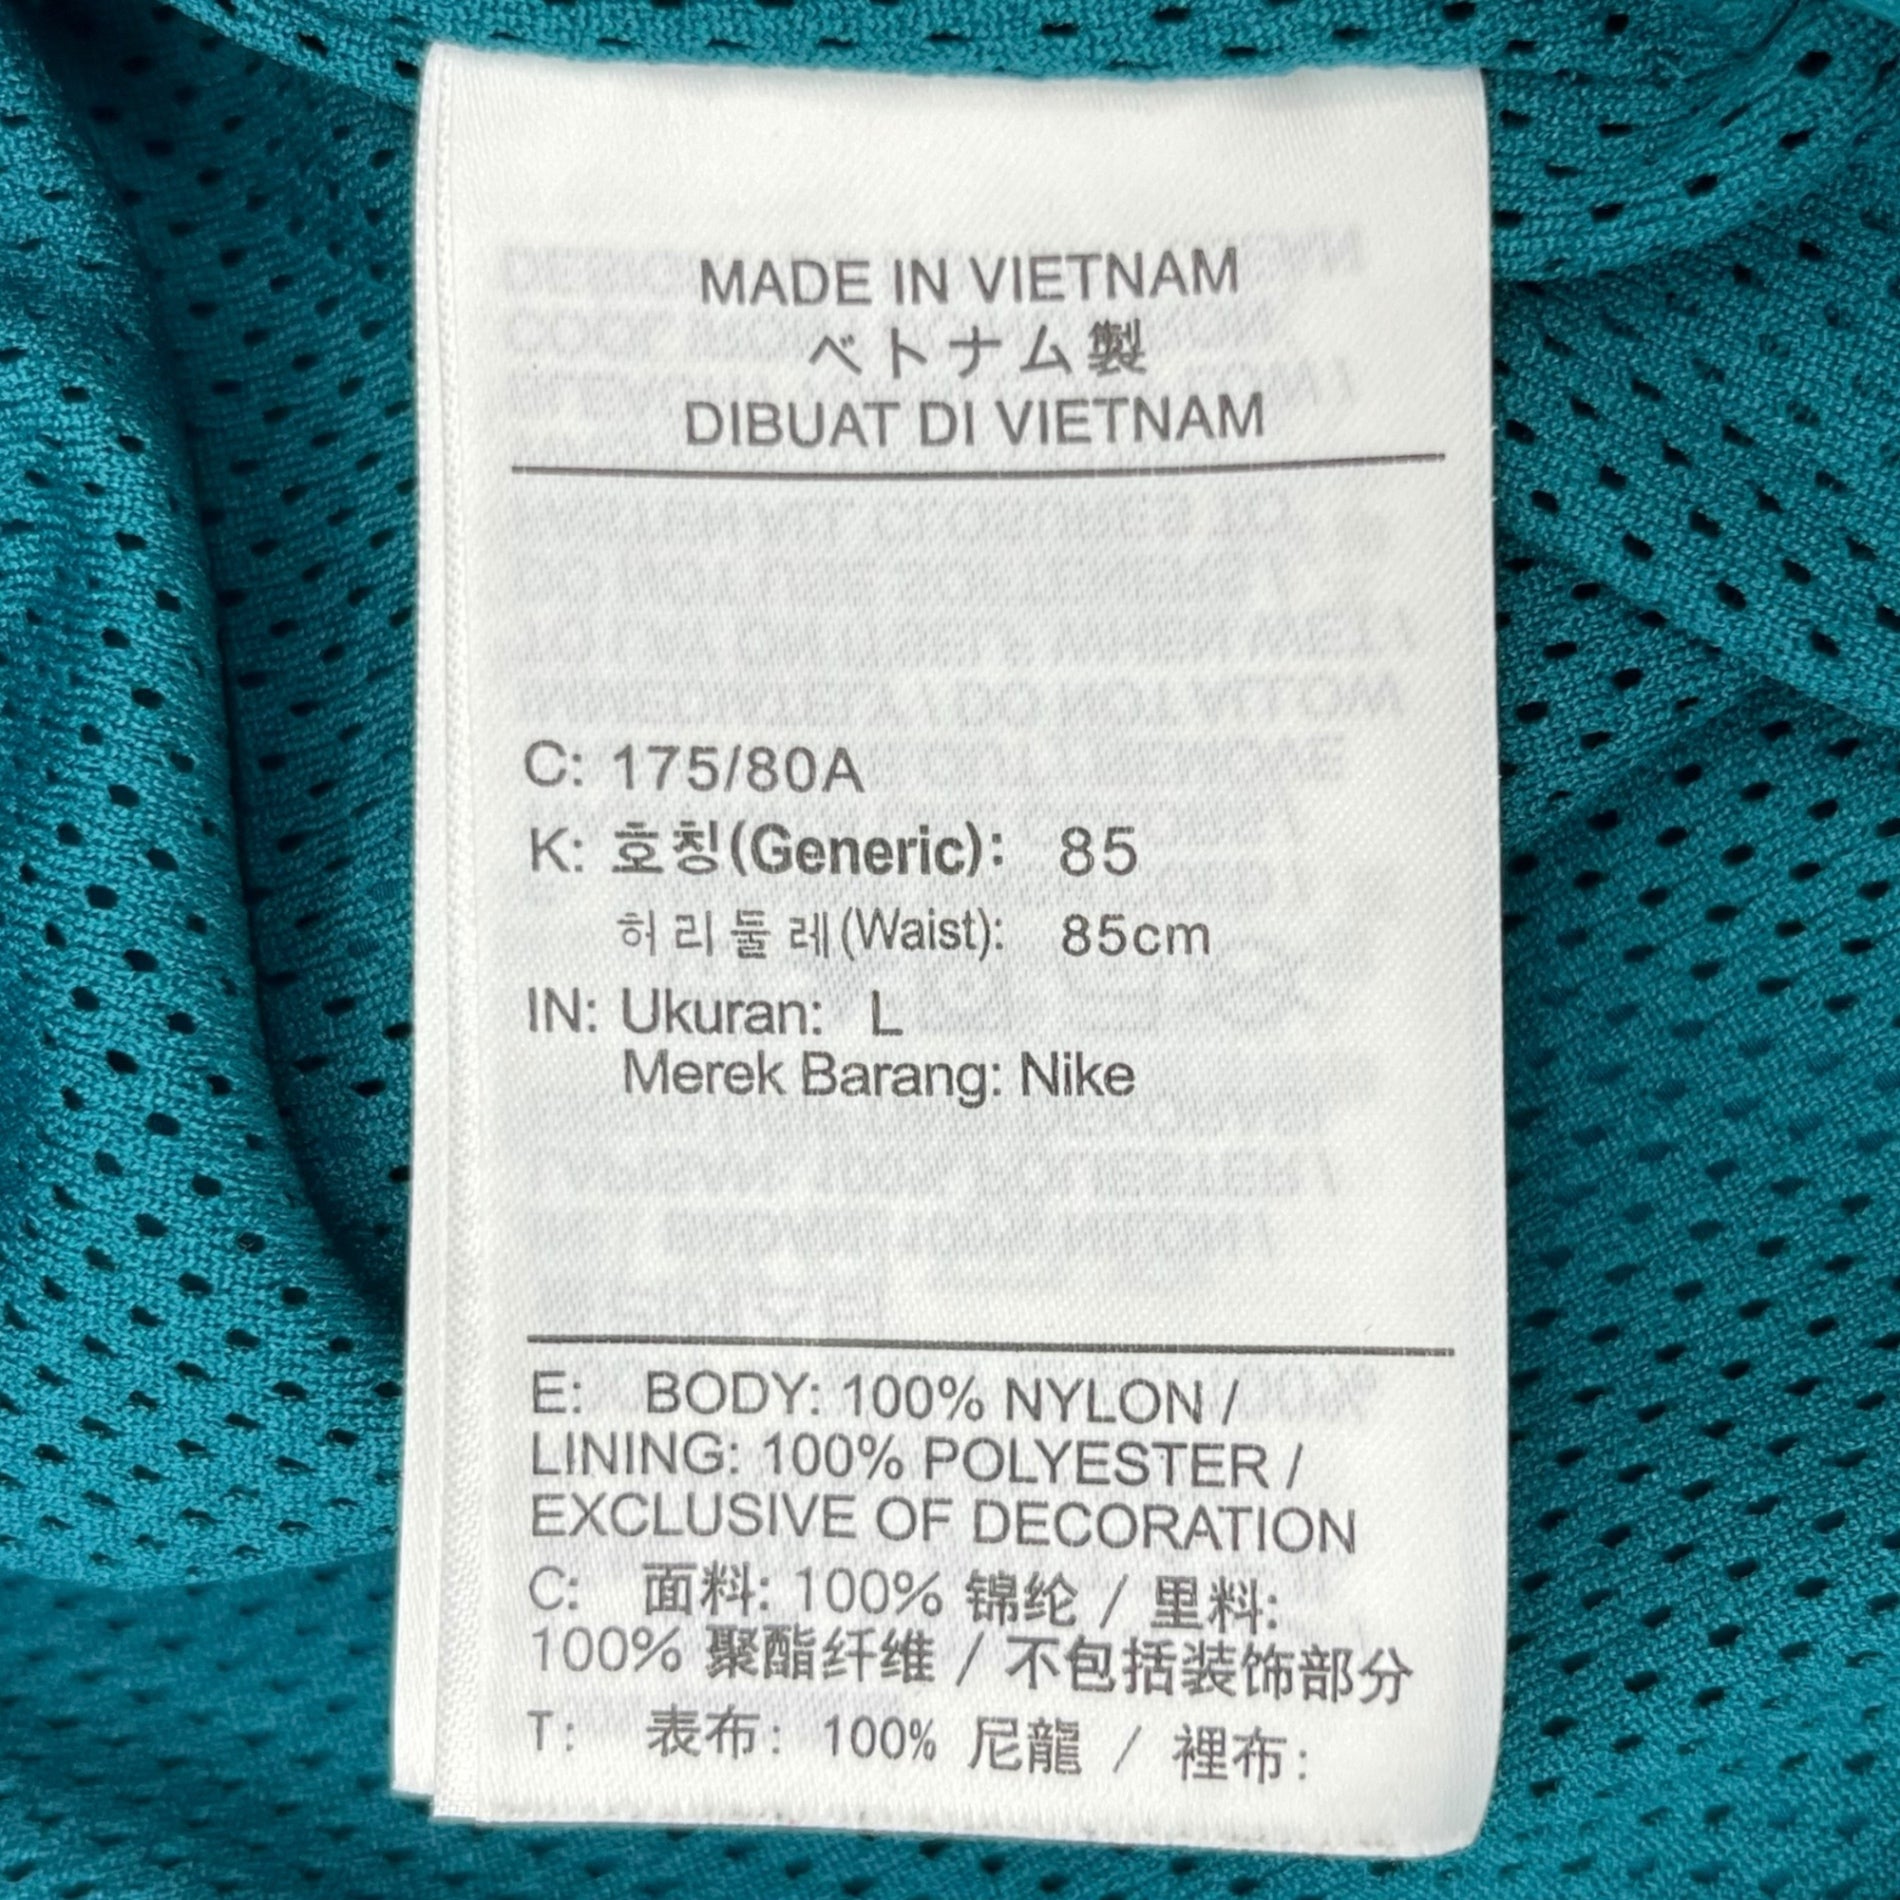 MADE IN VIETNAM
ベトナム製
DIBUAT DI VIETNAM
C: 175/80A
K: 호칭(Generic): 85
허리둘레(Waist): 85cm
IN: Ukuran: L
Merek Barang: Nike
E: BODY: 100% NYLON /
LINING: 100% POLYESTER /
EXCLUSIVE OF DECORATION
C: 面料: 100% 锦纶 / 里料:
100% 聚酯纤维 / 不包括装饰部分
T: 表布: 100% 尼龍 / 裡布: